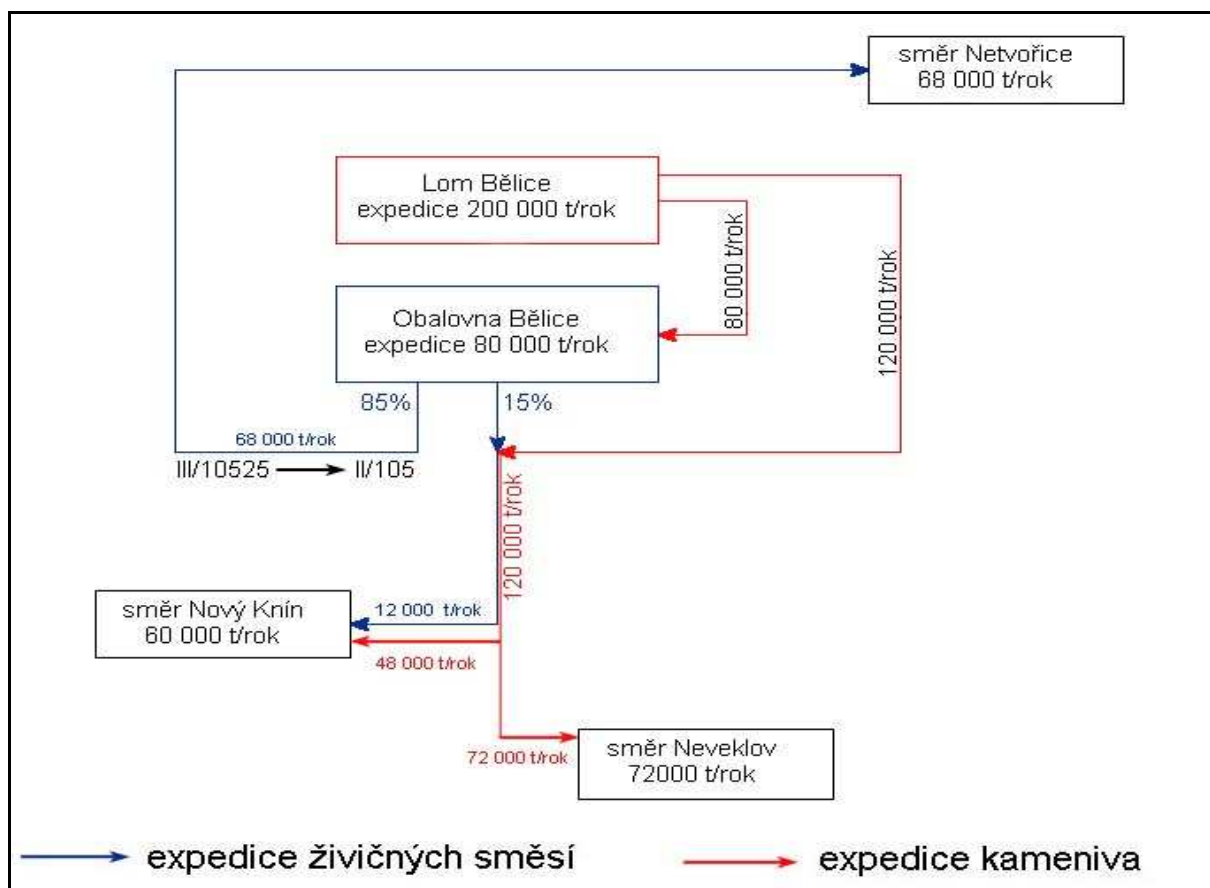 směr Netvořice
68 000 t/rok
Lom Bělice
expedice 200 000 t/rok
80 000 t/rok
120 000 t/rok
Obalovna Bělice
expedice 80 000 t/rok
85%
15%
68 000 t/rok
III/10525 II/105
120 000 t/rok
směr Nový Knín
60 000 t/rok
12 000 t/rok
48 000 t/rok
72 000 t/rok
směr Neveklov
72000 t/rok
expedice živičných směsí
expedice kameniva